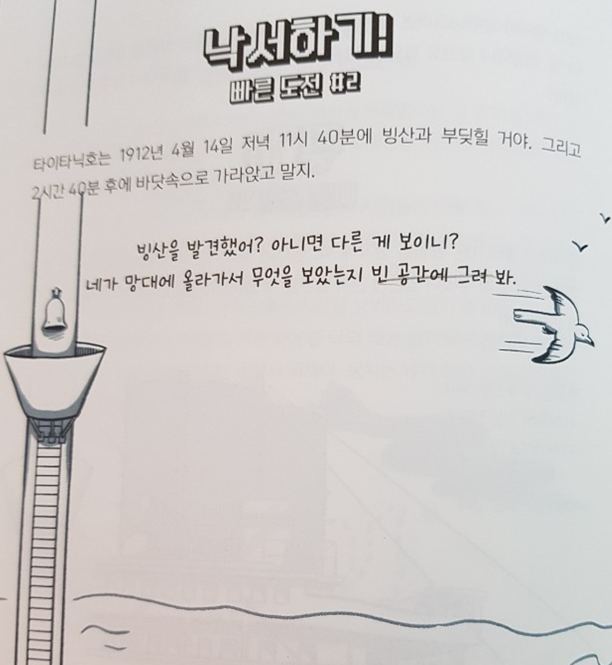 낙서하기!
빠른 도전 #2
타이타닉호는 1912년 4월 14일 저녁 11시 40분에 빙산과 부딪힐 거야. 그리고
2시간 40분 후에 바닷속으로 가라앉고 말지.
빙산을 발견했어? 아니면 다른 게 보이니?
네가 망대에 올라가서 무엇을 보았는지 빈 공간에 그려 봐.